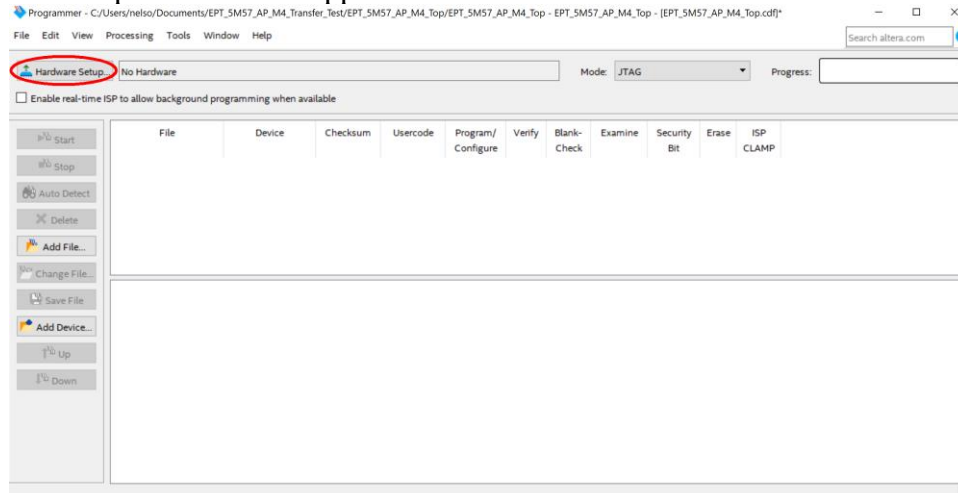 Programmer - C:/Users/nelso/Documents/EPT_5M57_AP_M4_Transfer_Test/EPT_5M57_AP_M4_Top/EPT_5M57_AP_M4_Top - EPT_5M57_AP_M4_Top - [EPT_5M57_AP_M4_Top.cdf]*
File Edit View Processing Tools Window Help
Search altera.com
Hardware Setup... No Hardware Mode: JTAG Progress:
Enable real-time ISP to allow background programming when available
File Device Checksum Usercode Program/ Verify Blank- Examine Security Erase ISP
Configure Check Bit CLAMP
Start
Stop
Auto Detect
Delete
Add File...
Change File...
Save File
Add Device...
Up
Down